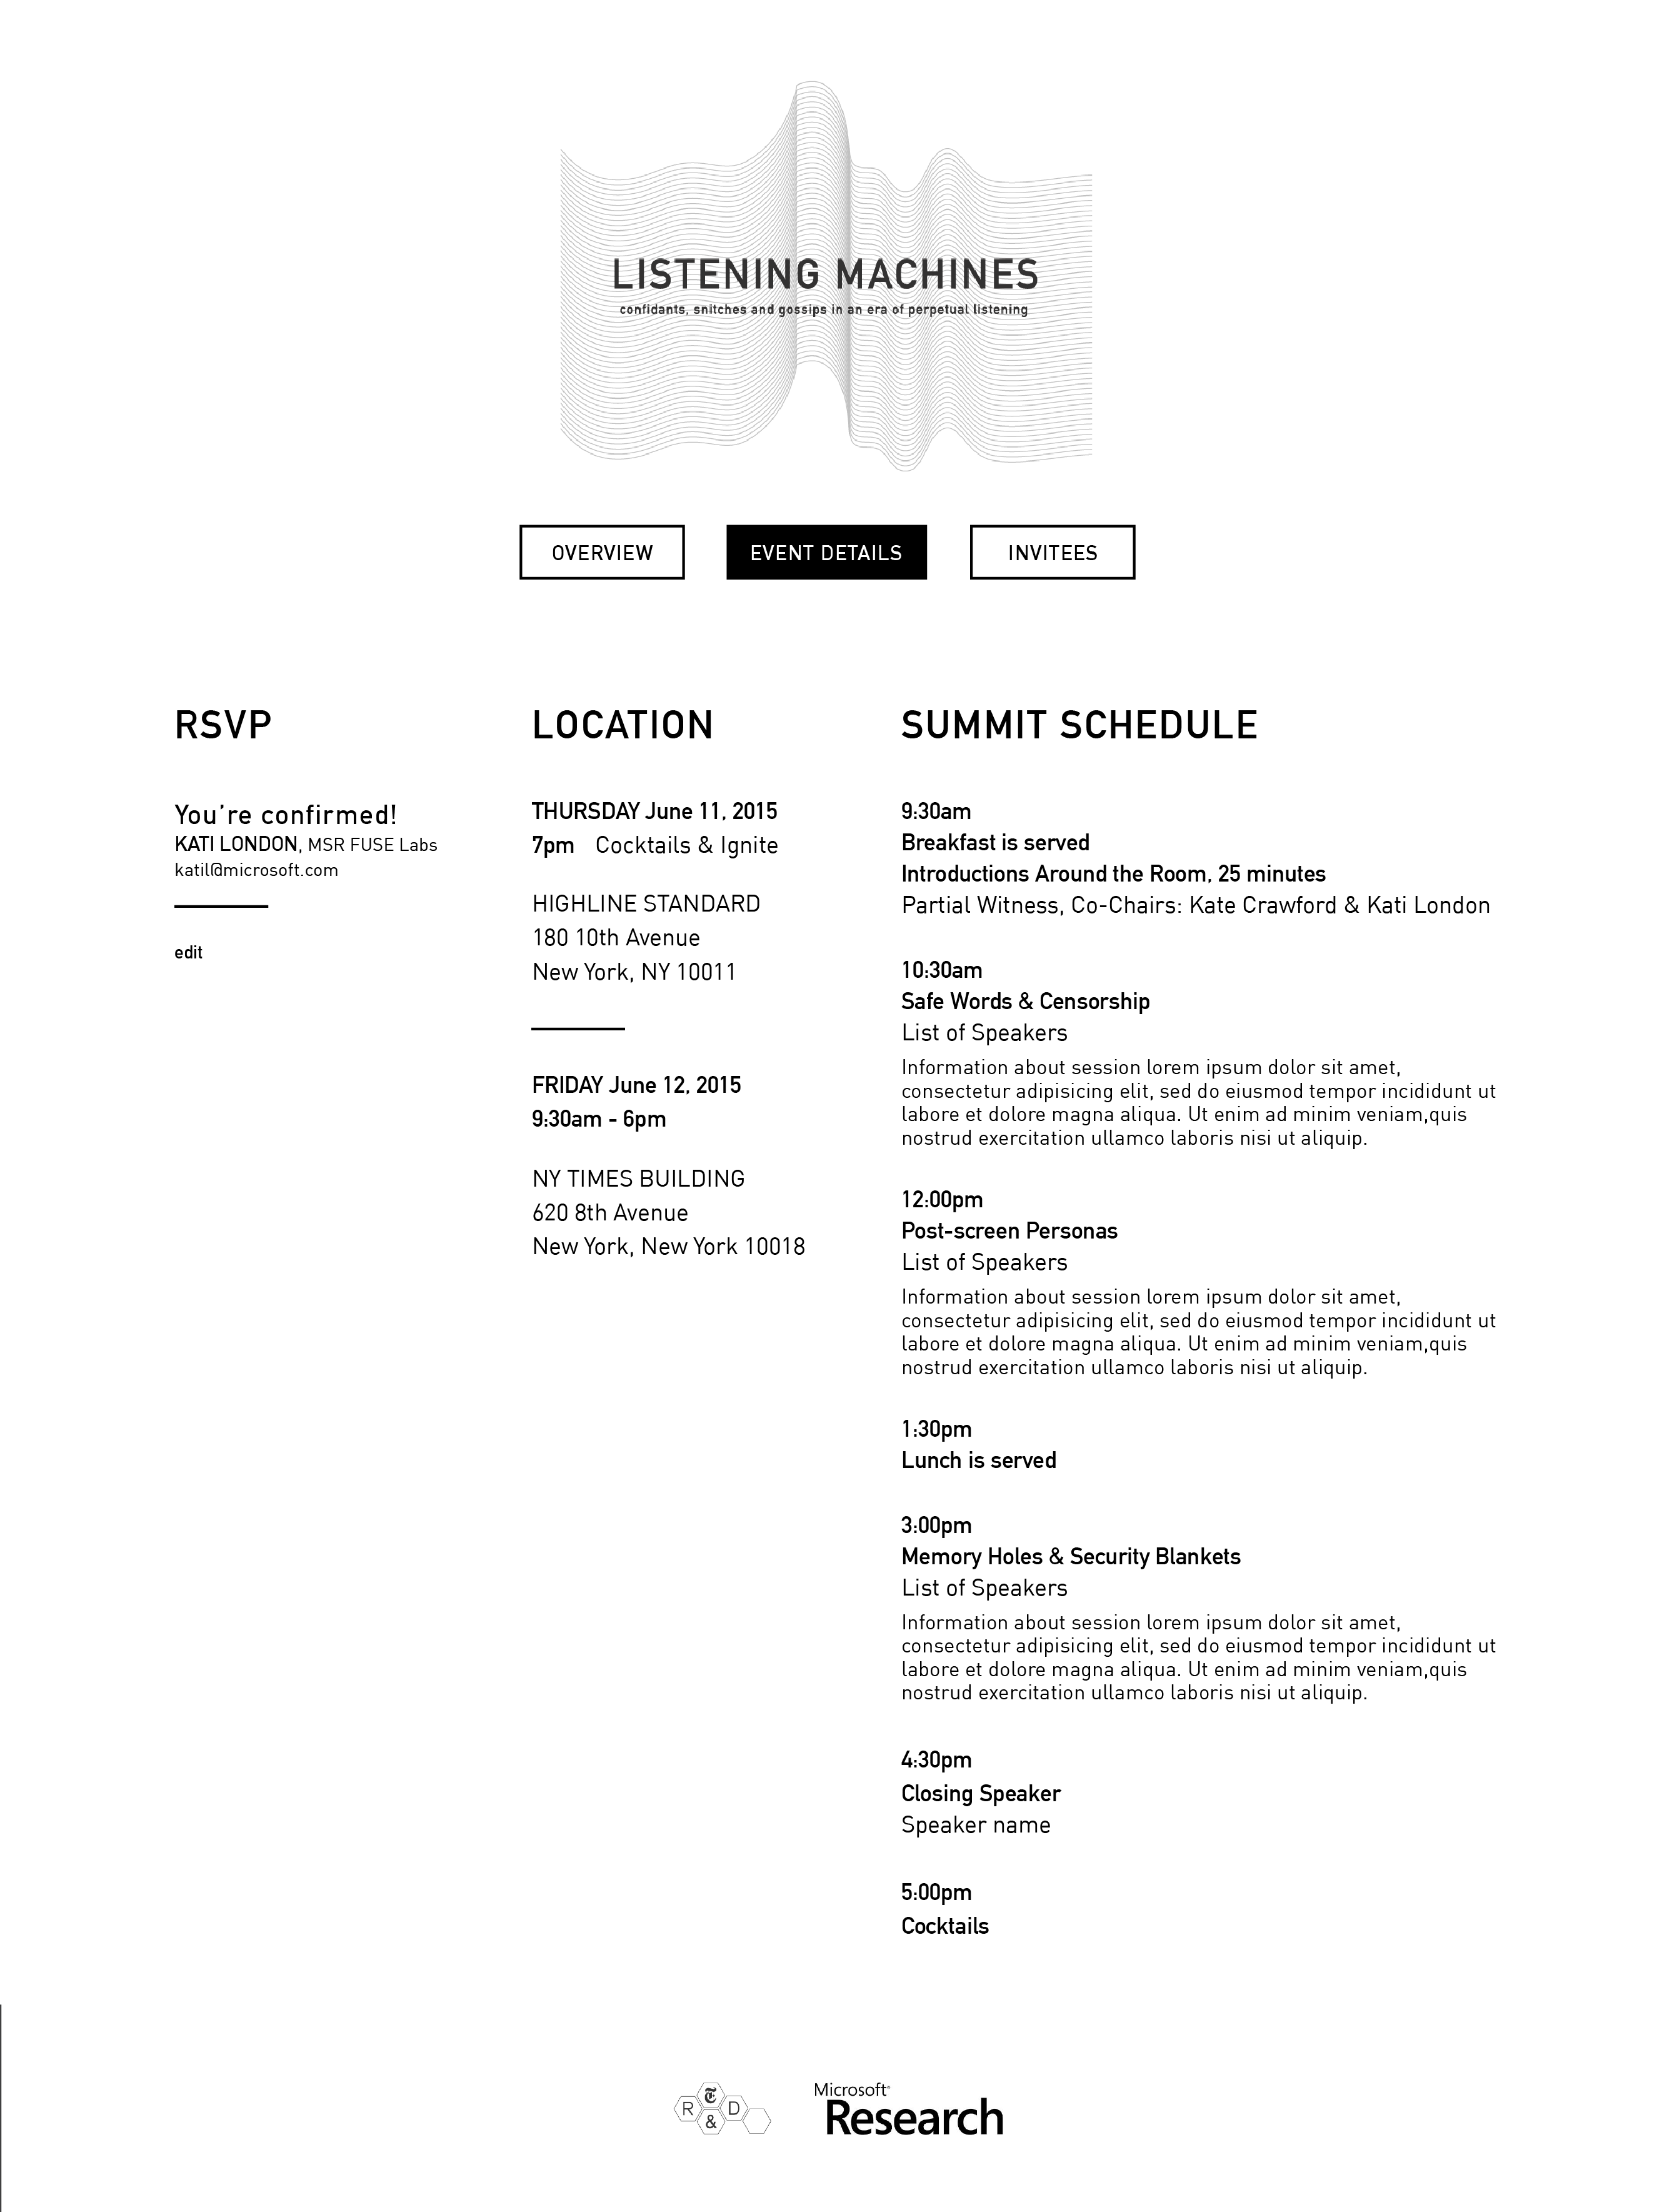 LISTENING MACHINES
confidants, snitches and gossips in an era of perpetual listening
OVERVIEW
EVENT DETAILS
INVITEES
RSVP
You're confirmed!
KATI LONDON, MSR FUSE Labs
katil@microsoft.com
edit
LOCATION
THURSDAY June 11, 2015
7pm Cocktails & Ignite
HIGHLINE STANDARD
180 10th Avenue
New York, NY 10011
FRIDAY June 12, 2015
9:30am - 6pm
NY TIMES BUILDING
620 8th Avenue
New York, New York 10018
SUMMIT SCHEDULE
9:30am
Breakfast is served
Introductions Around the Room, 25 minutes
Partial Witness, Co-Chairs: Kate Crawford & Kati London
10:30am
Safe Words & Censorship
List of Speakers
Information about session lorem ipsum dolor sit amet,
consectetur adipisicing elit, sed do eiusmod tempor incididunt ut
labore et dolore magna aliqua. Ut enim ad minim veniam,quis
nostrud exercitation ullamco laboris nisi ut aliquip.
12:00pm
Post-screen Personas
List of Speakers
Information about session lorem ipsum dolor sit amet,
consectetur adipisicing elit, sed do eiusmod tempor incididunt ut
labore et dolore magna aliqua. Ut enim ad minim veniam,quis
nostrud exercitation ullamco laboris nisi ut aliquip.
1:30pm
Lunch is served
3:00pm
Memory Holes & Security Blankets
List of Speakers
Information about session lorem ipsum dolor sit amet,
consectetur adipisicing elit, sed do eiusmod tempor incididunt ut
labore et dolore magna aliqua. Ut enim ad minim veniam,quis
nostrud exercitation ullamco laboris nisi ut aliquip.
4:30pm
Closing Speaker
Speaker name
5:00pm
Cocktails
T
R & D
Microsoft®
Research